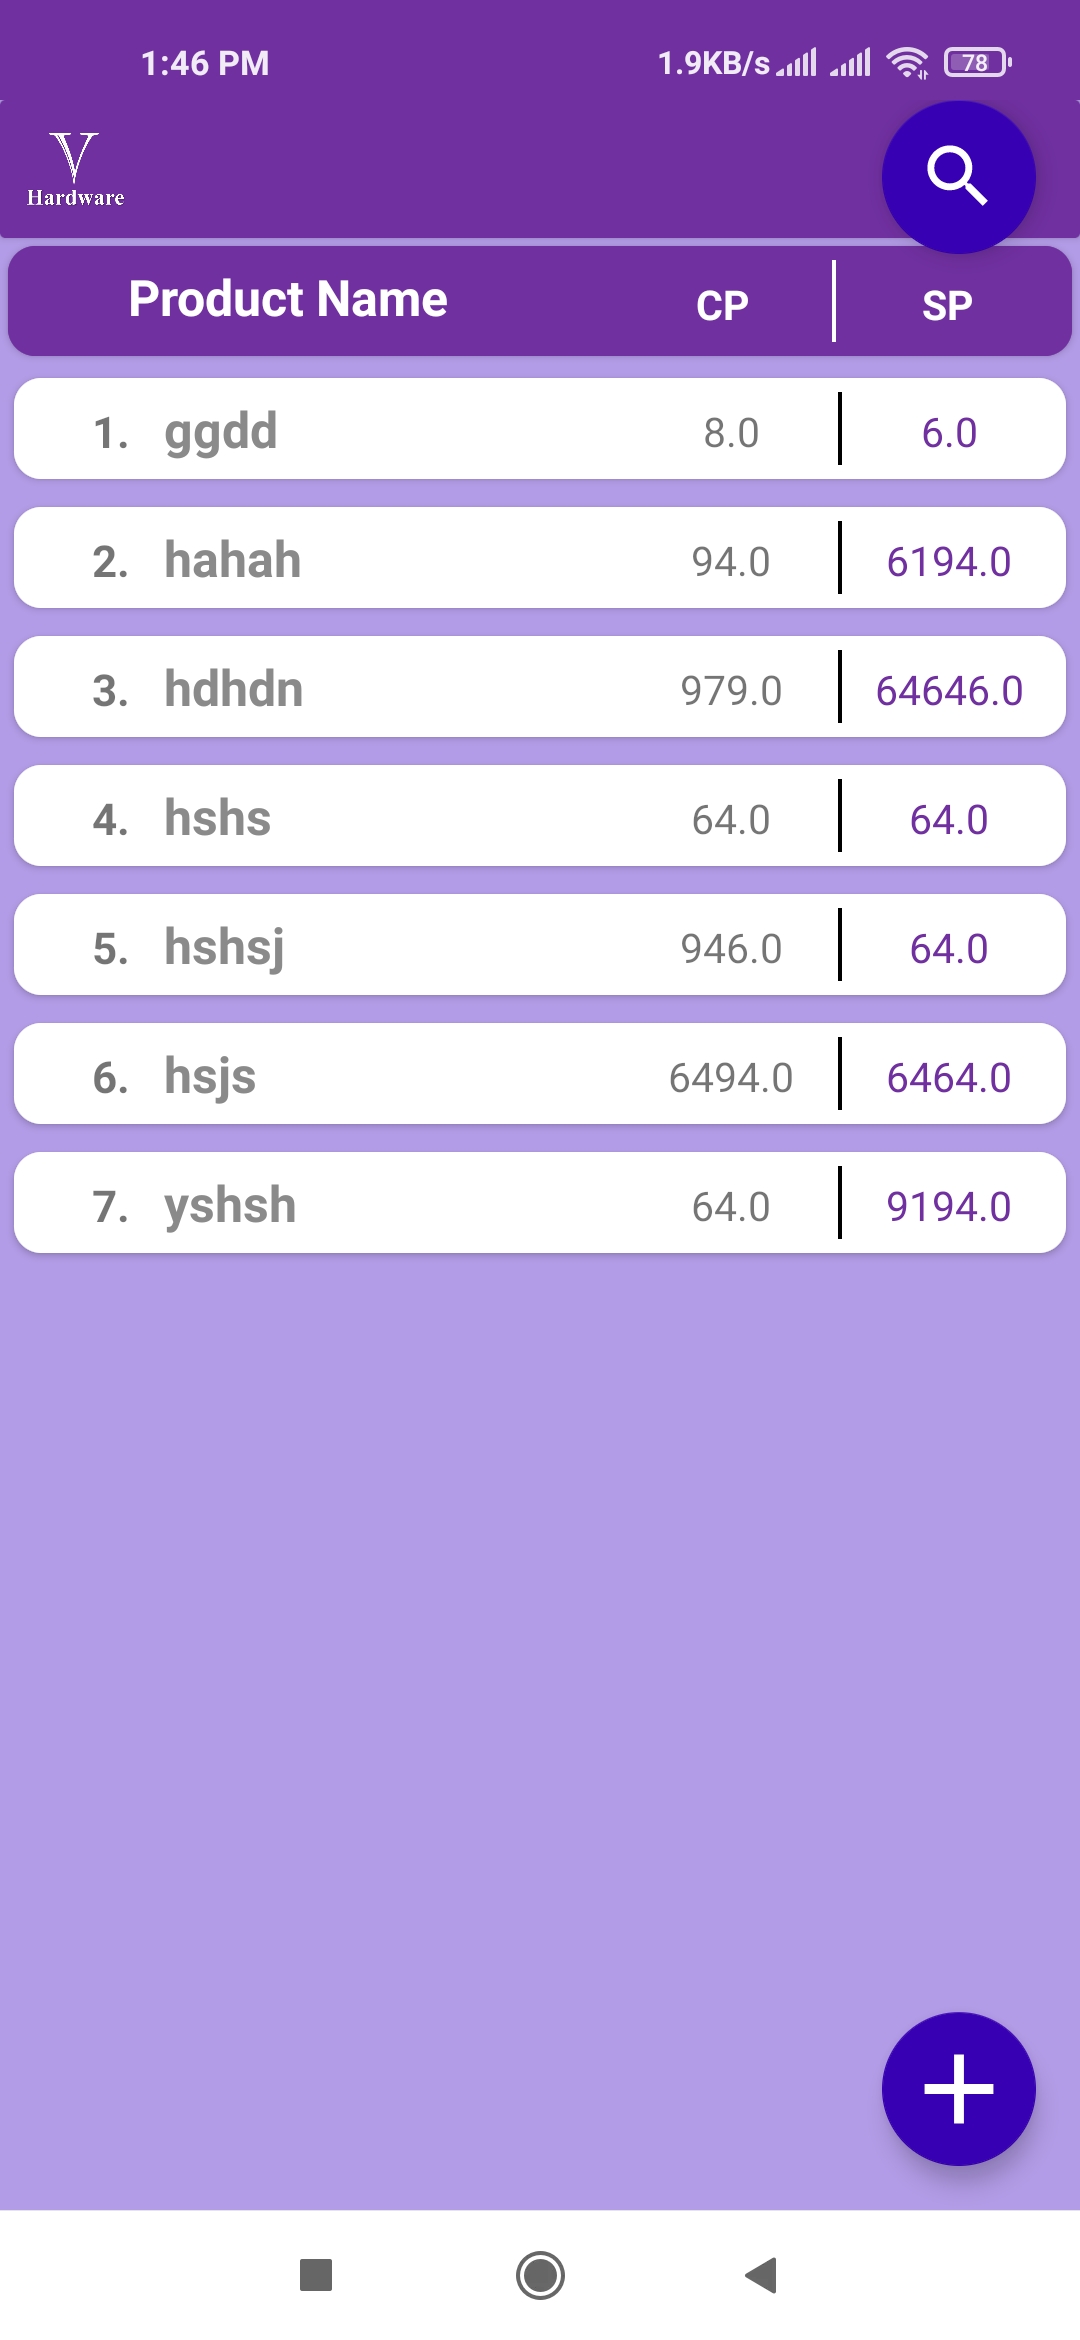 1:46 PM 1.9KB/s 78
V
Hardware
Product Name CP SP
1. ggdd 8.0 6.0
2. hahah 94.0 6194.0
3. hdhdn 979.0 64646.0
4. hshs 64.0 64.0
5. hshsj 946.0 64.0
6. hsjs 6494.0 6464.0
7. yshsh 64.0 9194.0